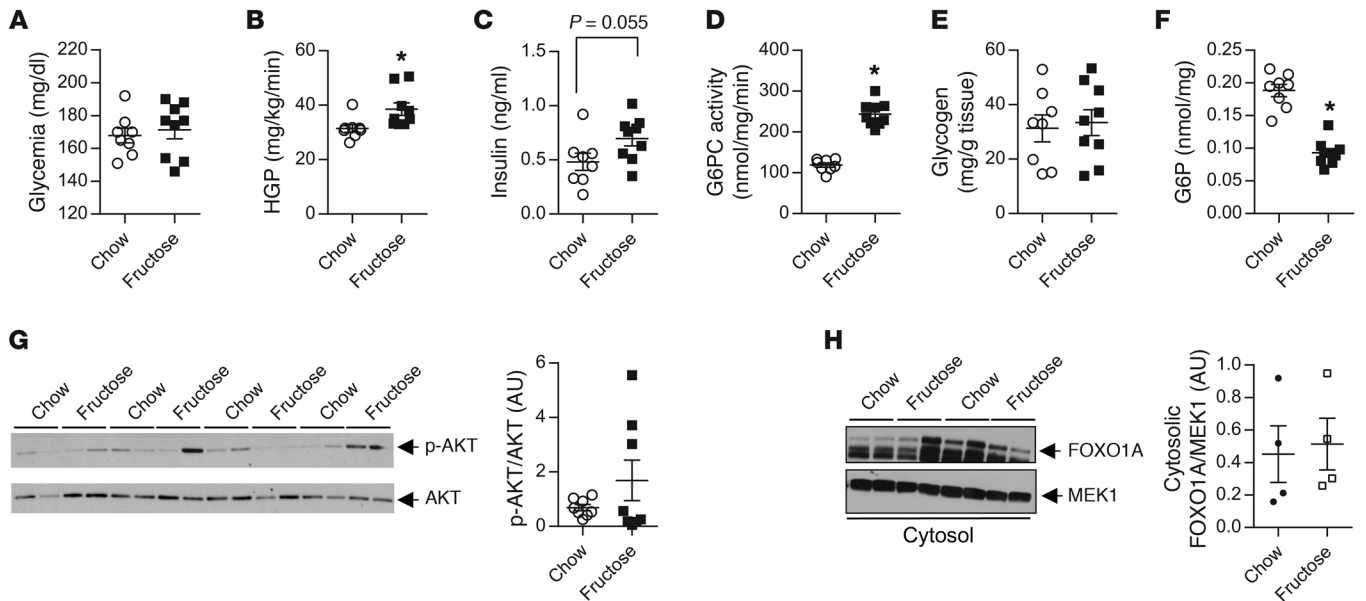 A
Glycemia (mg/dl)
220
200
180
160
140
120
Chow
Fructose
B
HGP (mg/kg/min)
60
40
20
0
*
Chow
Fructose
C
P = 0.055
Insulin (ng/ml)
1.5
1.0
0.5
0.0
Chow
Fructose
D
G6PC activity
(nmol/mg/min)
400
300
200
100
0
*
Chow
Fructose
E
Glycogen
(mg/g tissue)
60
40
20
0
Chow
Fructose
F
G6P (nmol/mg)
0.25
0.20
0.15
0.10
0.05
0.00
*
Chow
Fructose
G
Chow
Fructose
Chow
Fructose
Chow
Fructose
Chow
Fructose
p-AKT
AKT
p-AKT/AKT (AU)
6
4
2
0
Chow
Fructose
H
Chow
Fructose
Chow
Fructose
FOXO1A
MEK1
Cytosol
Cytosolic
FOXO1A/MEK1 (AU)
1.0
0.8
0.6
0.4
0.2
0.0
Chow
Fructose